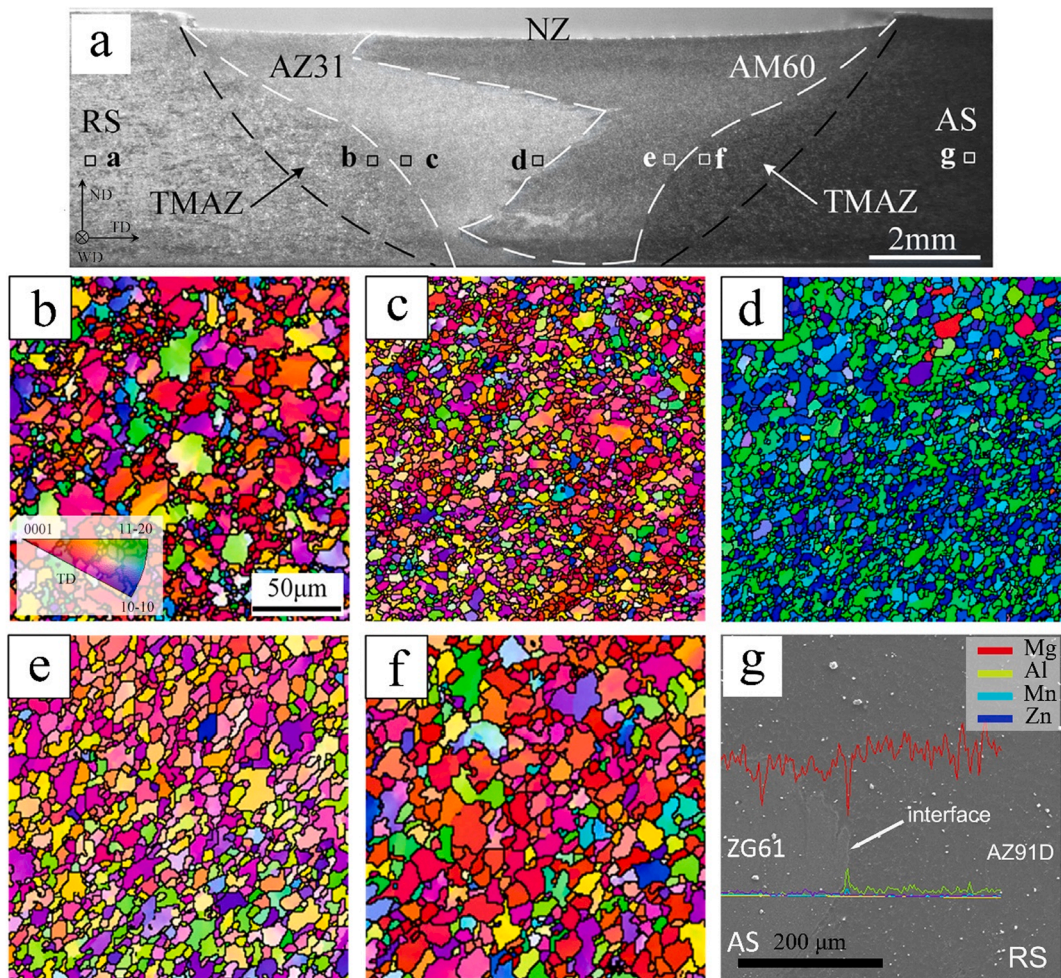 a
NZ
AZ31
AM60
RS
AS
a
b
c
d
e
f
g
TMAZ
TMAZ
ND
TD
WD
2mm
b
0001
11-20
TD
10-10
50μm
c
d
e
f
g
Mg
Al
Mn
Zn
interface
ZG61
AZ91D
AS
200 μm
RS